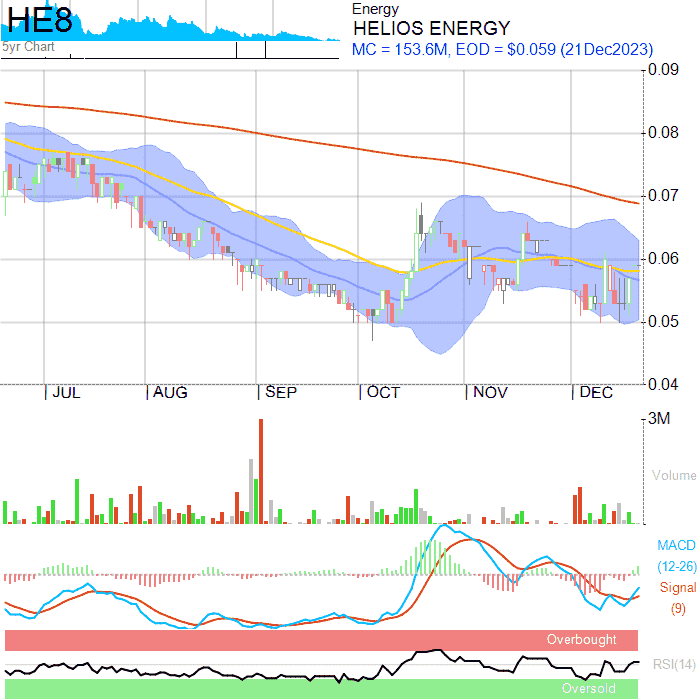 HE8
5yr Chart
Energy
HELIOS ENERGY
MC = 153.6M, EOD = $0.059 (21Dec2023)
0.09
0.08
0.07
0.06
0.05
0.04
JUL AUG SEP OCT NOV DEC
3M
Volume
MACD
(12-26)
Signal
(9)
Overbought
RSI(14)
Oversold